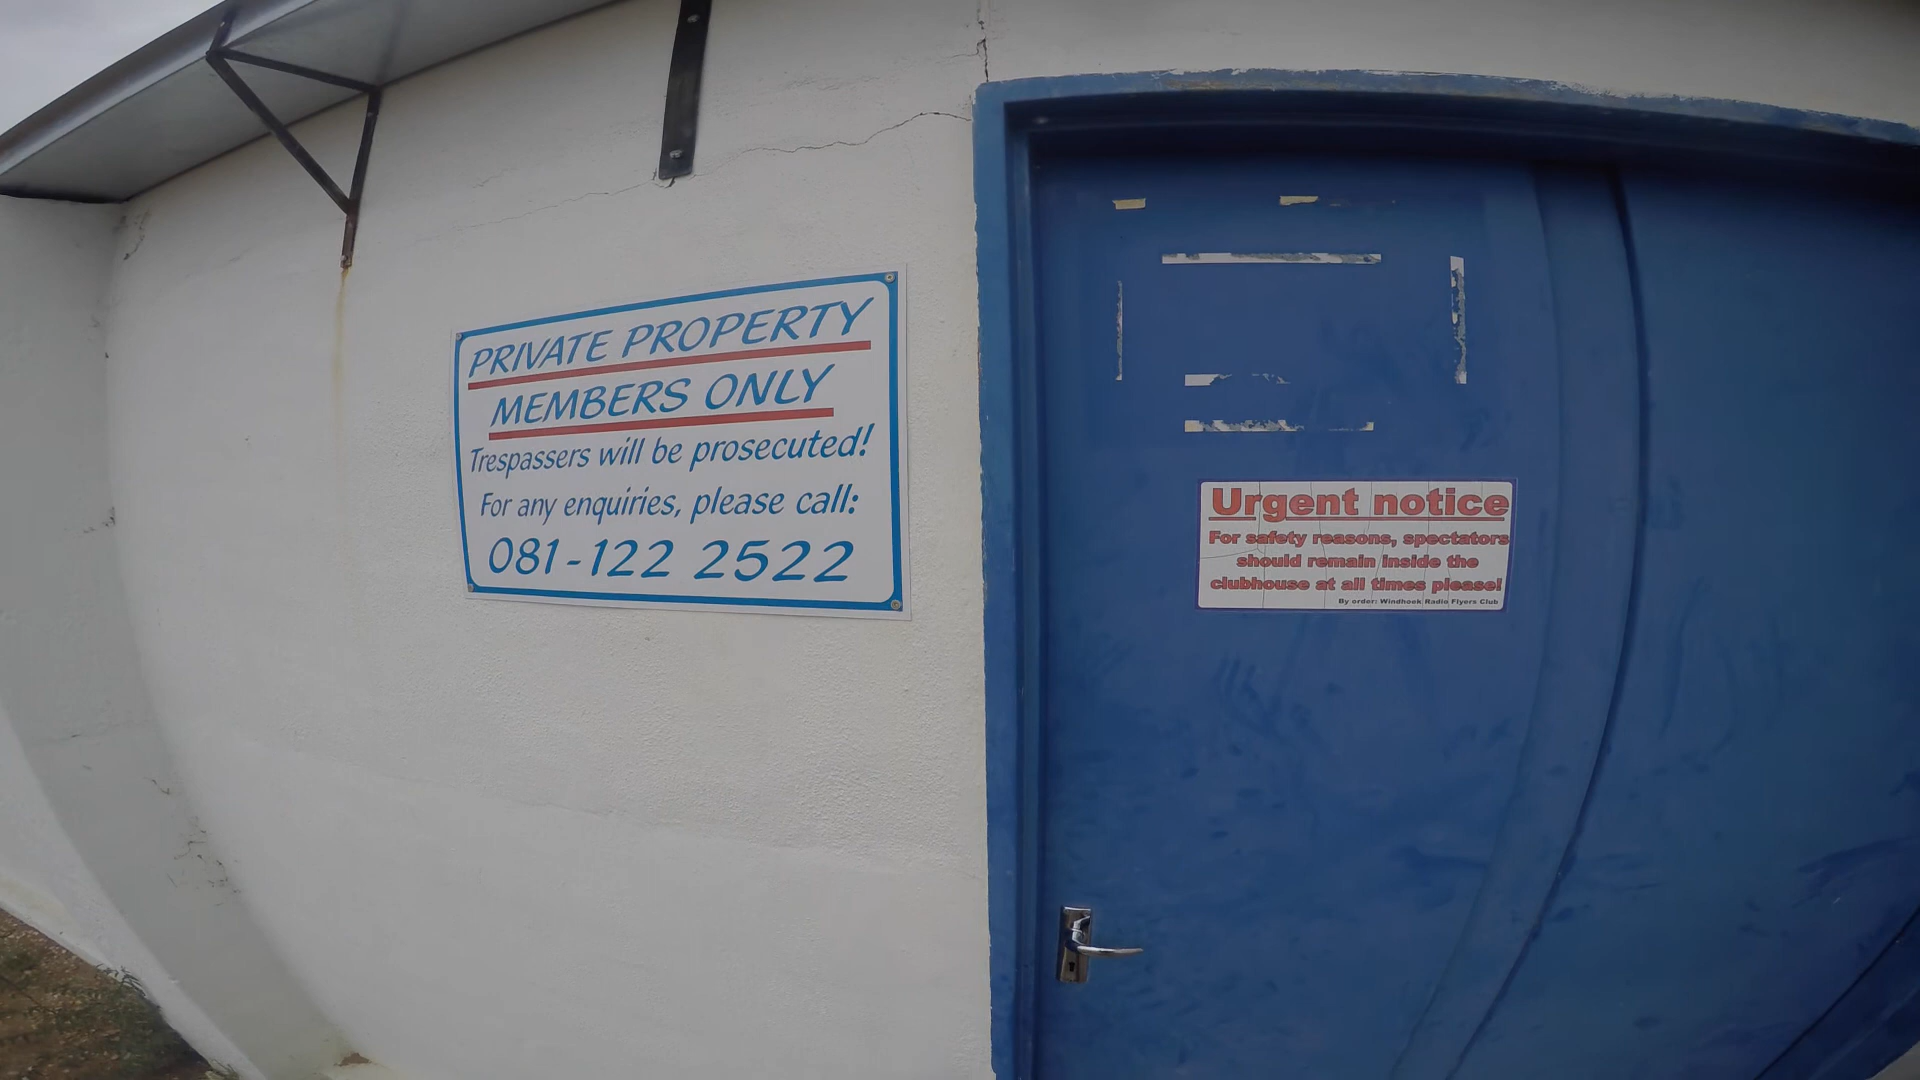 PRIVATE PROPERTY
MEMBERS ONLY
Trespassers will be prosecuted!
For any enquiries, please call:
081-122 2522
Urgent notice
For safety reasons, spectators
should remain inside the
clubhouse at all times please!
By order: Windhoek Radio Flyers Club